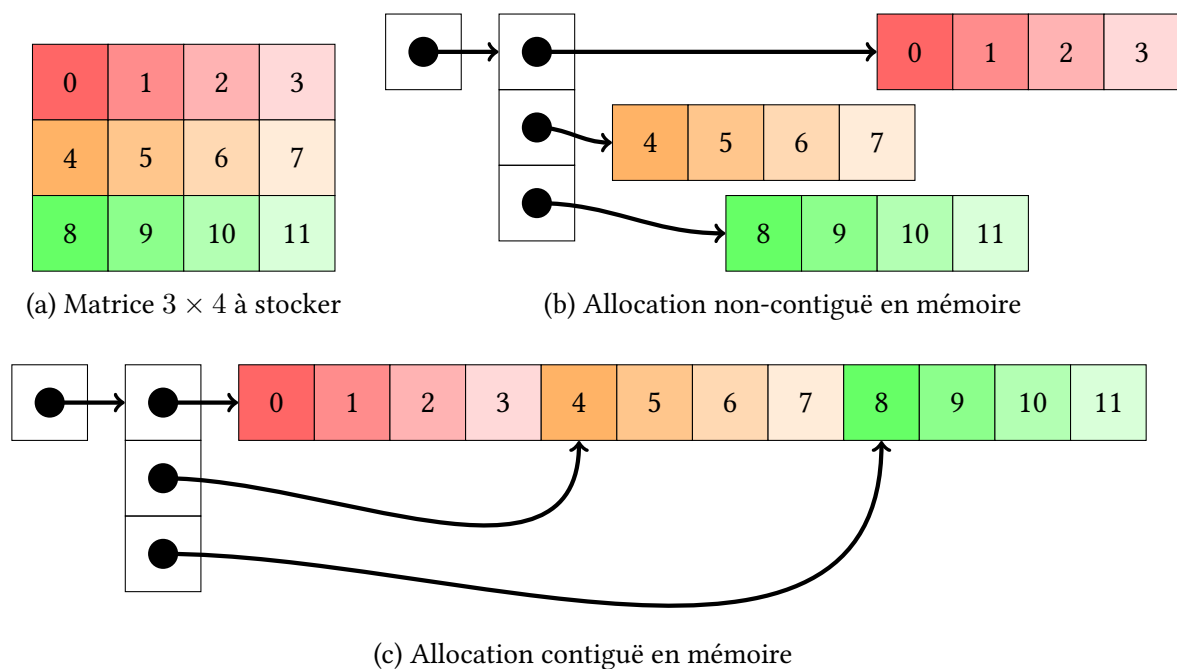 0 1 2 3
4 5 6 7
8 9 10 11
(a) Matrice 3 × 4 à stocker
0 1 2 3
4 5 6 7
8 9 10 11
(b) Allocation non-contiguë en mémoire
0 1 2 3 4 5 6 7 8 9 10 11
(c) Allocation contiguë en mémoire